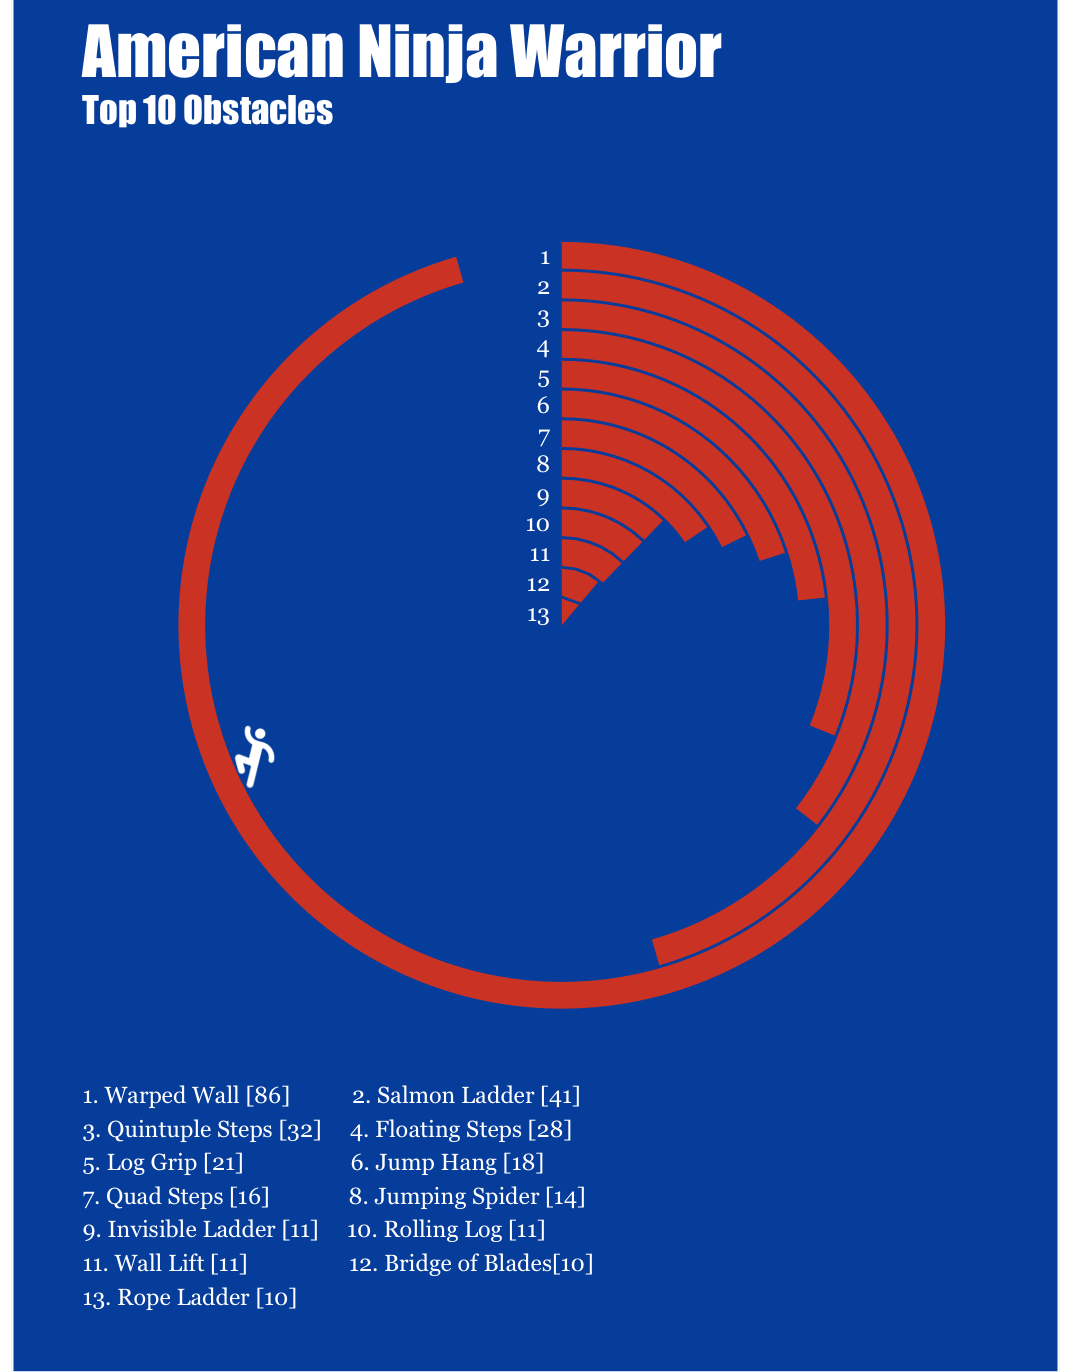 American Ninja Warrior
Top 10 Obstacles
1
2
3
4
5
6
7
8
9
10
11
12
13
1. Warped Wall [86] 2. Salmon Ladder [41]
3. Quintuple Steps [32] 4. Floating Steps [28]
5. Log Grip [21] 6. Jump Hang [18]
7. Quad Steps [16] 8. Jumping Spider [14]
9. Invisible Ladder [11] 10. Rolling Log [11]
11. Wall Lift [11] 12. Bridge of Blades[10]
13. Rope Ladder [10]